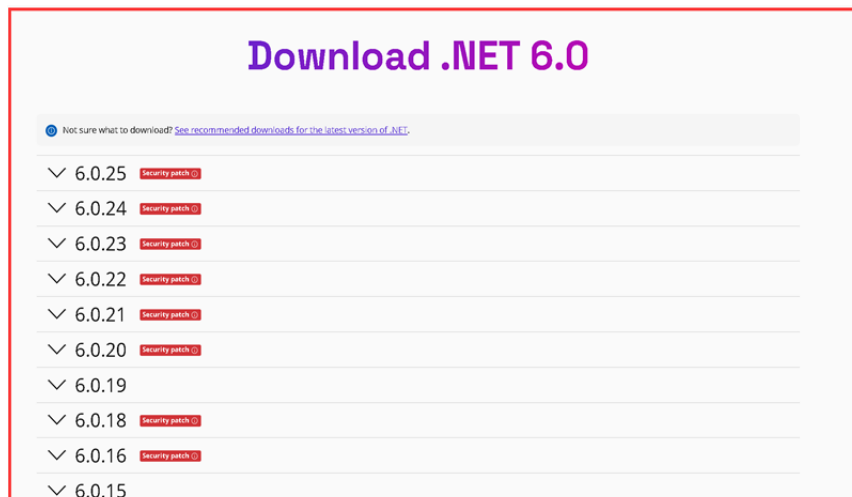 Download .NET 6.0
Not sure what to download? See recommended downloads for the latest version of .NET.
6.0.25 Security patch
6.0.24 Security patch
6.0.23 Security patch
6.0.22 Security patch
6.0.21 Security patch
6.0.20 Security patch
6.0.19
6.0.18 Security patch
6.0.16 Security patch
6.0.15